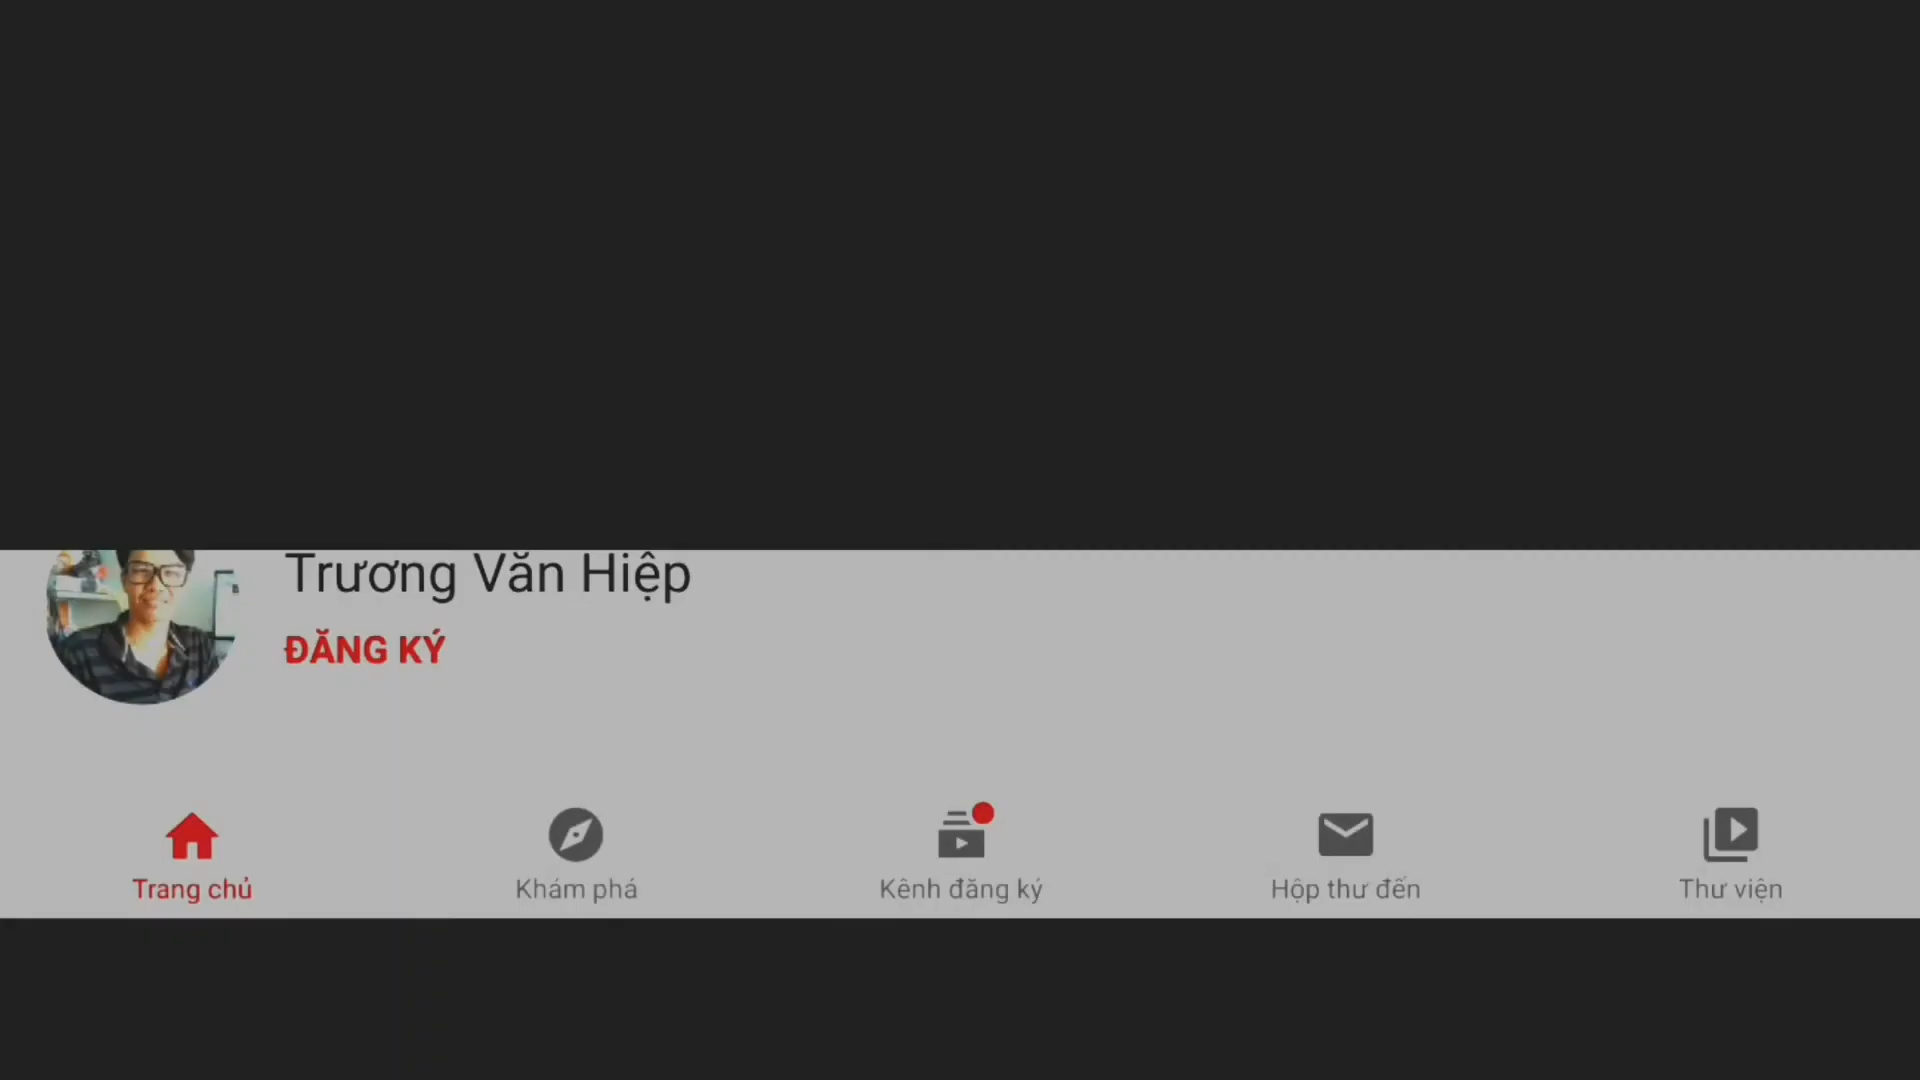 Trương Văn Hiệp
ĐĂNG KÝ
Trang chủ
Khám phá
Kênh đăng ký
Hộp thư đến
Thư viện